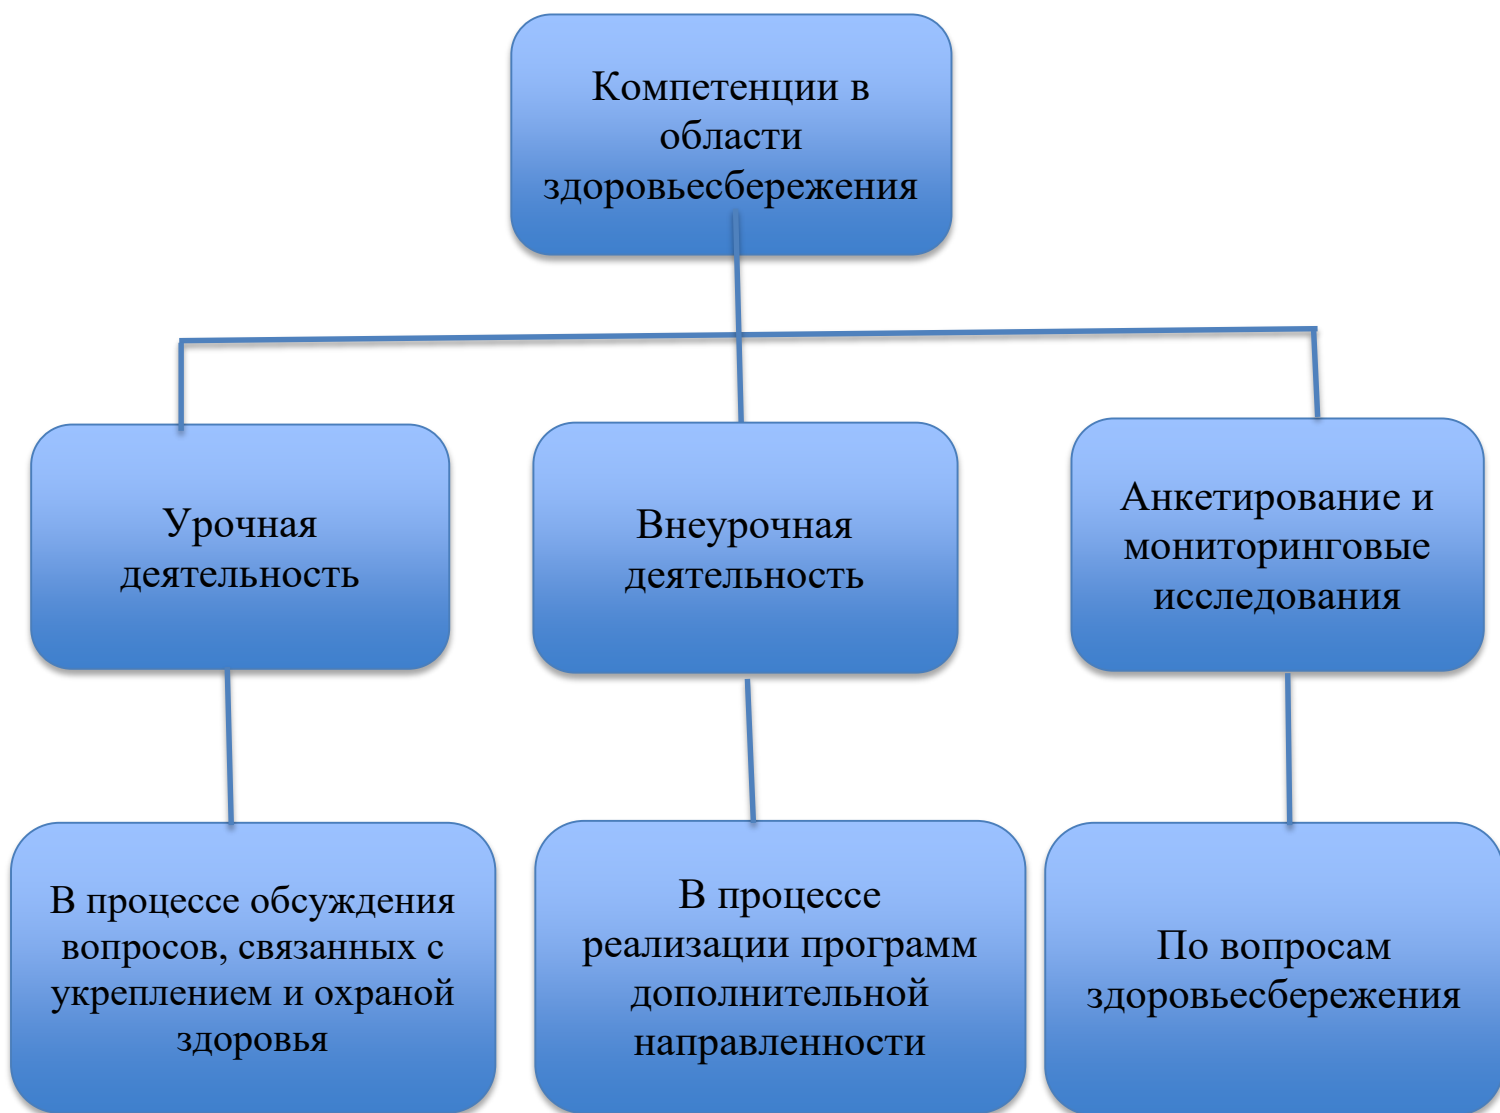 Компетенции в
области
здоровьесбережения
Урочная
деятельность
Внеурочная
деятельность
Анкетирование и
мониторинговые
исследования
В процессе обсуждения
вопросов, связанных с
укреплением и охраной
здоровья
В процессе
реализации программ
дополнительной
направленности
По вопросам
здоровьесбережения